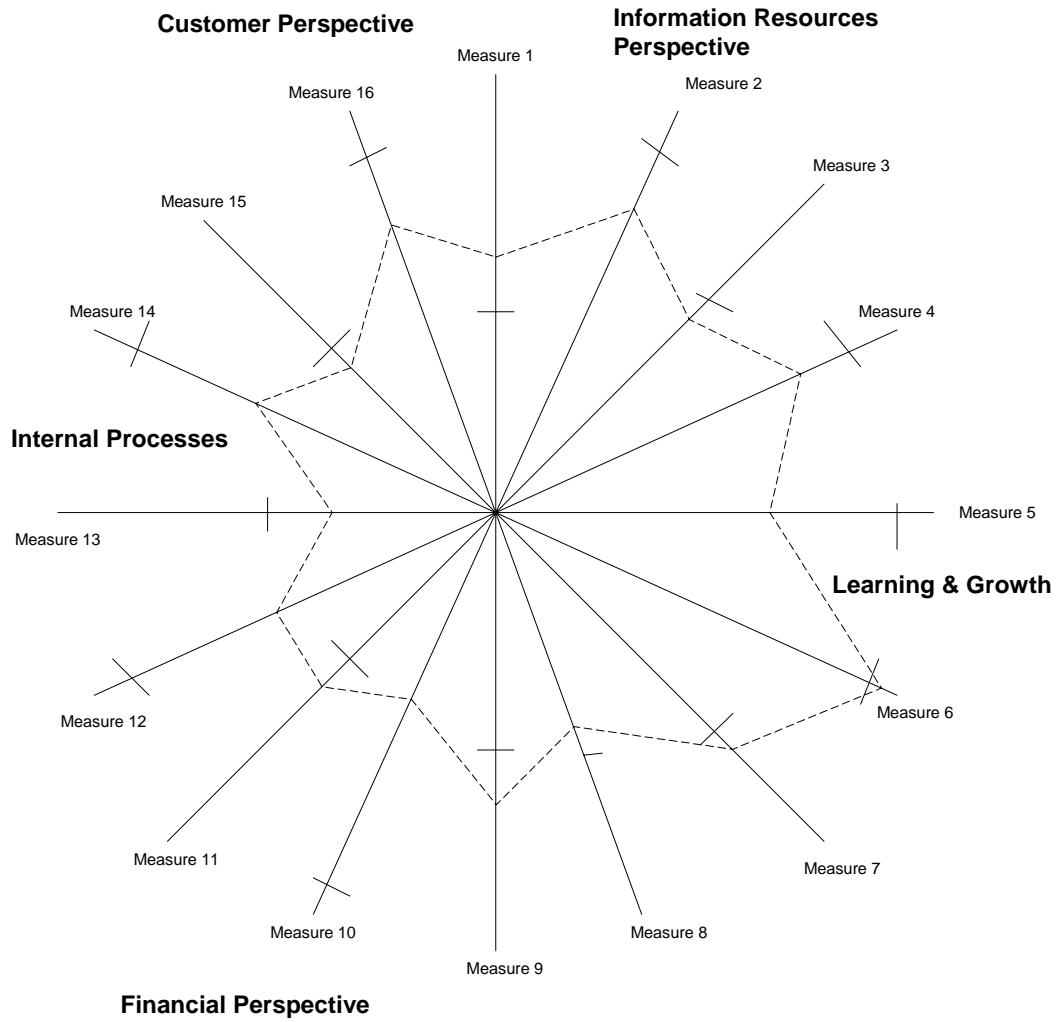 Customer Perspective
Information Resources
Perspective
Measure 1
Measure 2
Measure 16
Measure 3
Measure 15
Measure 14
Measure 4
Internal Processes
Measure 5
Measure 13
Learning & Growth
Measure 6
Measure 12
Measure 11
Measure 7
Measure 10
Measure 8
Measure 9
Financial Perspective